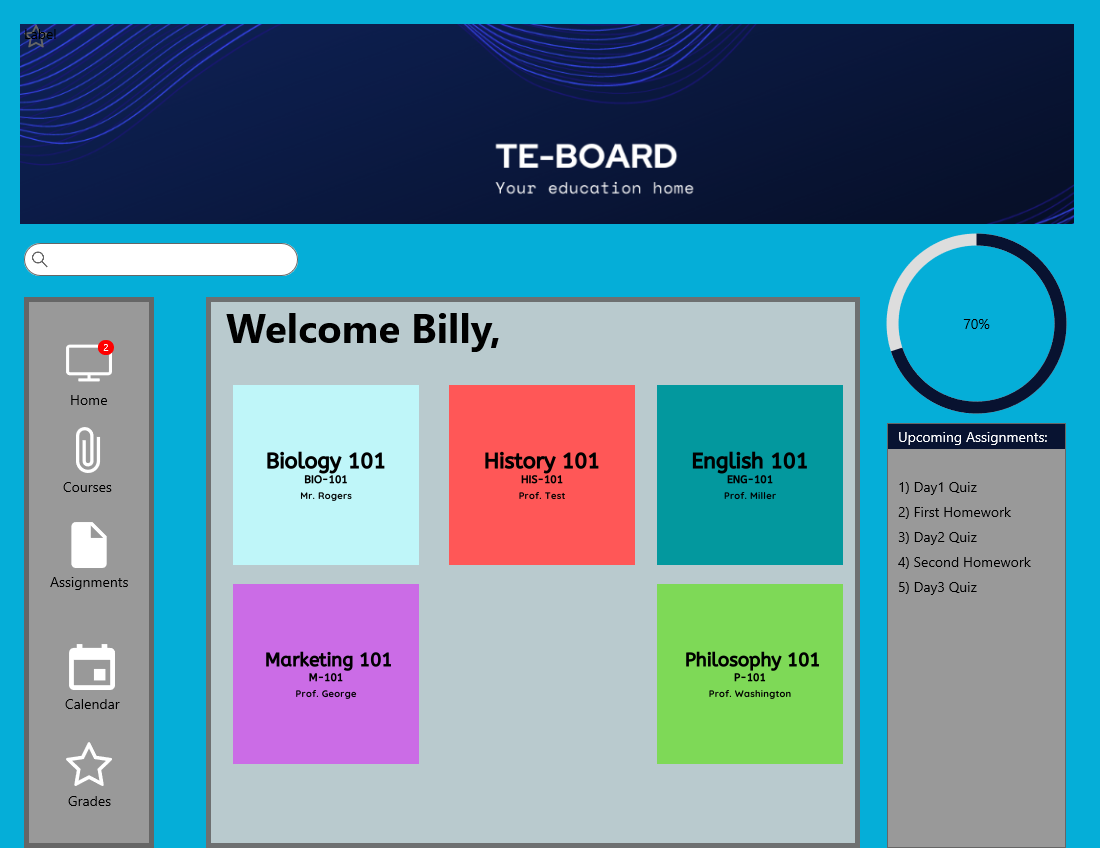 Label
TE-BOARD
Your education home
70%
Welcome Billy,
2
Home
Courses
Assignments
Calendar
Grades
Biology 101
BIO-101
Mr. Rogers
History 101
HIS-101
Prof. Test
English 101
ENG-101
Prof. Miller
Marketing 101
M-101
Prof. George
Philosophy 101
P-101
Prof. Washington
Upcoming Assignments:
1) Day1 Quiz
2) First Homework
3) Day2 Quiz
4) Second Homework
5) Day3 Quiz